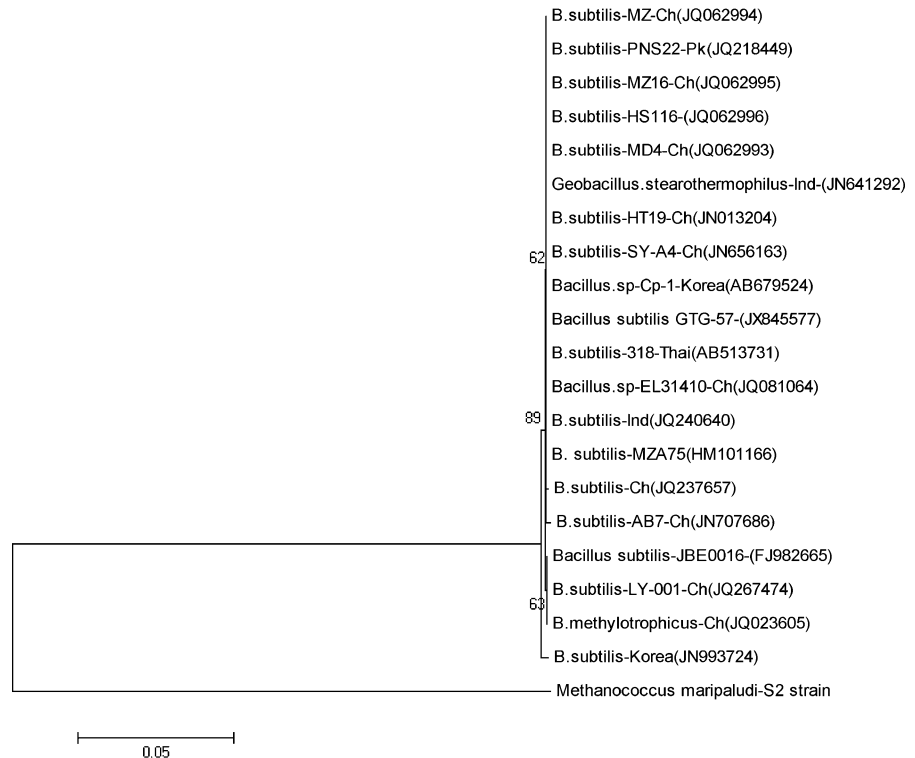 B.subtilis-MZ-Ch(JQ062994)
B.subtilis-PNS22-Pk(JQ218449)
B.subtilis-MZ16-Ch(JQ062995)
B.subtilis-HS116-(JQ062996)
B.subtilis-MD4-Ch(JQ062993)
Geobacillus.stearothermophilus-Ind-(JN641292)
B.subtilis-HT19-Ch(JN013204)
B.subtilis-SY-A4-Ch(JN656163)
62
Bacillus.sp-Cp-1-Korea(AB679524)
Bacillus subtilis GTG-57-(JX845577)
B.subtilis-318-Thai(AB513731)
Bacillus.sp-EL31410-Ch(JQ081064)
89
B.subtilis-Ind(JQ240640)
B. subtilis-MZA75(HM101166)
B.subtilis-Ch(JQ237657)
B.subtilis-AB7-Ch(JN707686)
Bacillus subtilis-JBE0016-(FJ982665)
B.subtilis-LY-001-Ch(JQ267474)
63
B.methylotrophicus-Ch(JQ023605)
B.subtilis-Korea(JN993724)
Methanococcus maripaludi-S2 strain
0.05